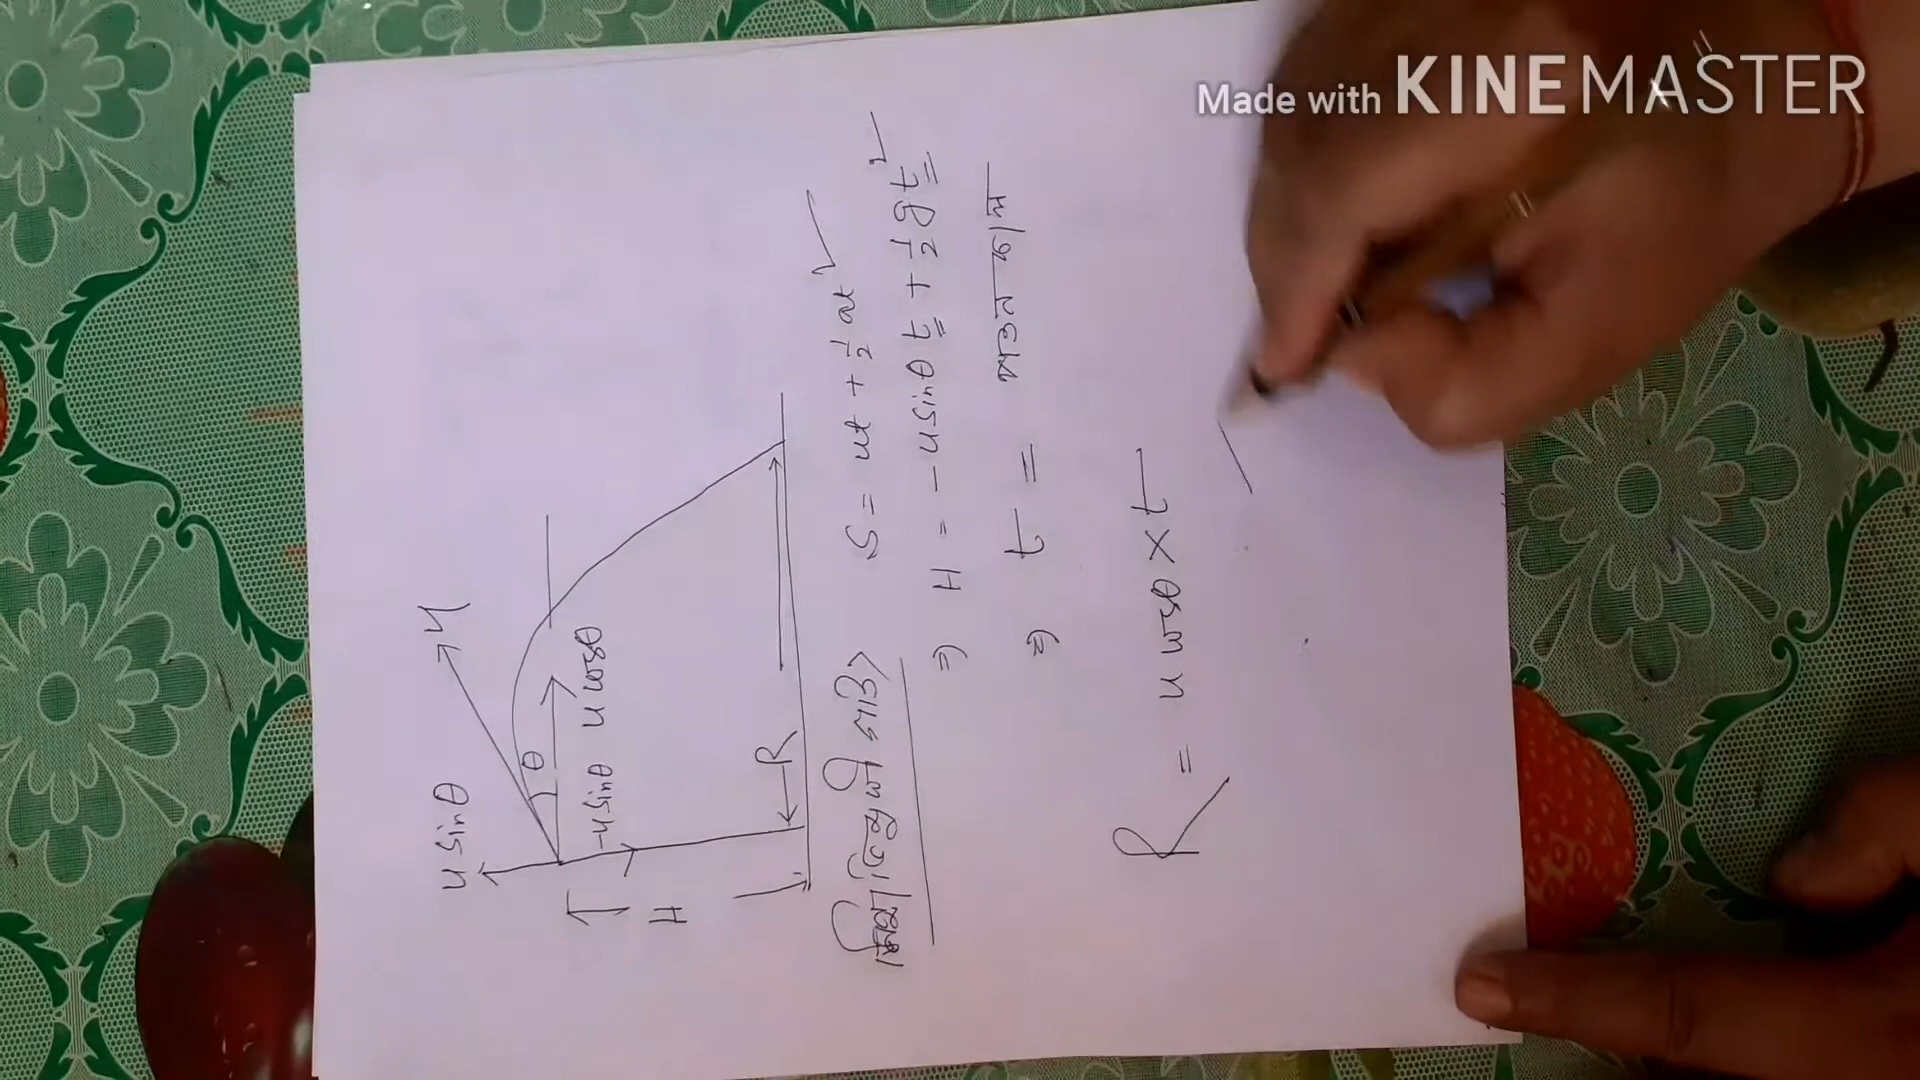 Made with KINEMASTER
u sinθ
u
θ
u cosθ
-u sinθ
H
R
S = ut + ½ at²
⇒ H = - u sinθ t + ½ g t²
⇒ t =
R = u cosθ × t